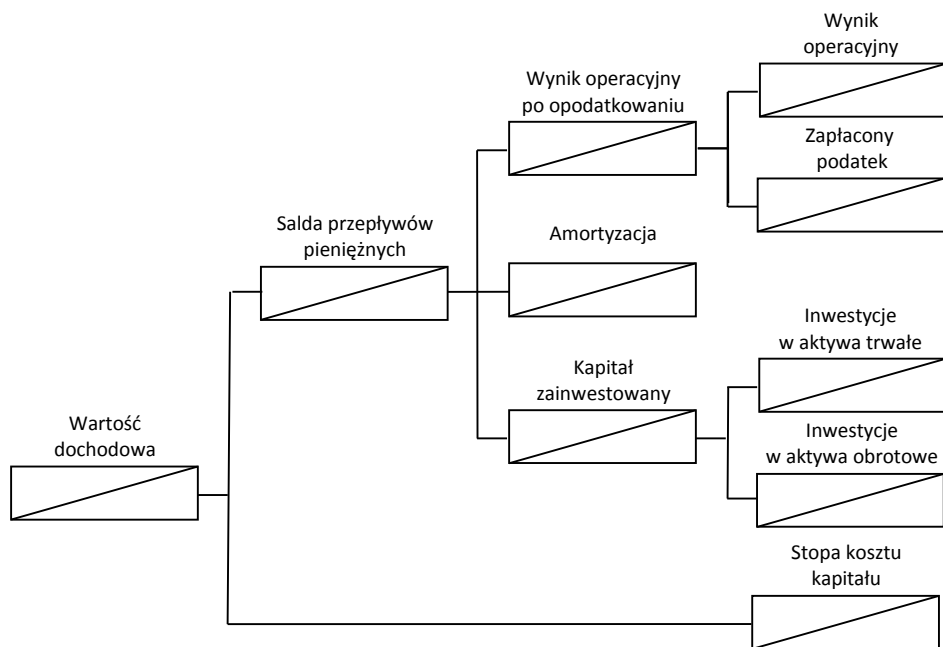 Wynik
operacyjny
Wynik operacyjny
po opodatkowaniu
Zapłacony
podatek
Salda przepływów
pieniężnych
Amortyzacja
Inwestycje
w aktywa trwałe
Kapitał
zainwestowany
Wartość
dochodowa
Inwestycje
w aktywa obrotowe
Stopa kosztu
kapitału